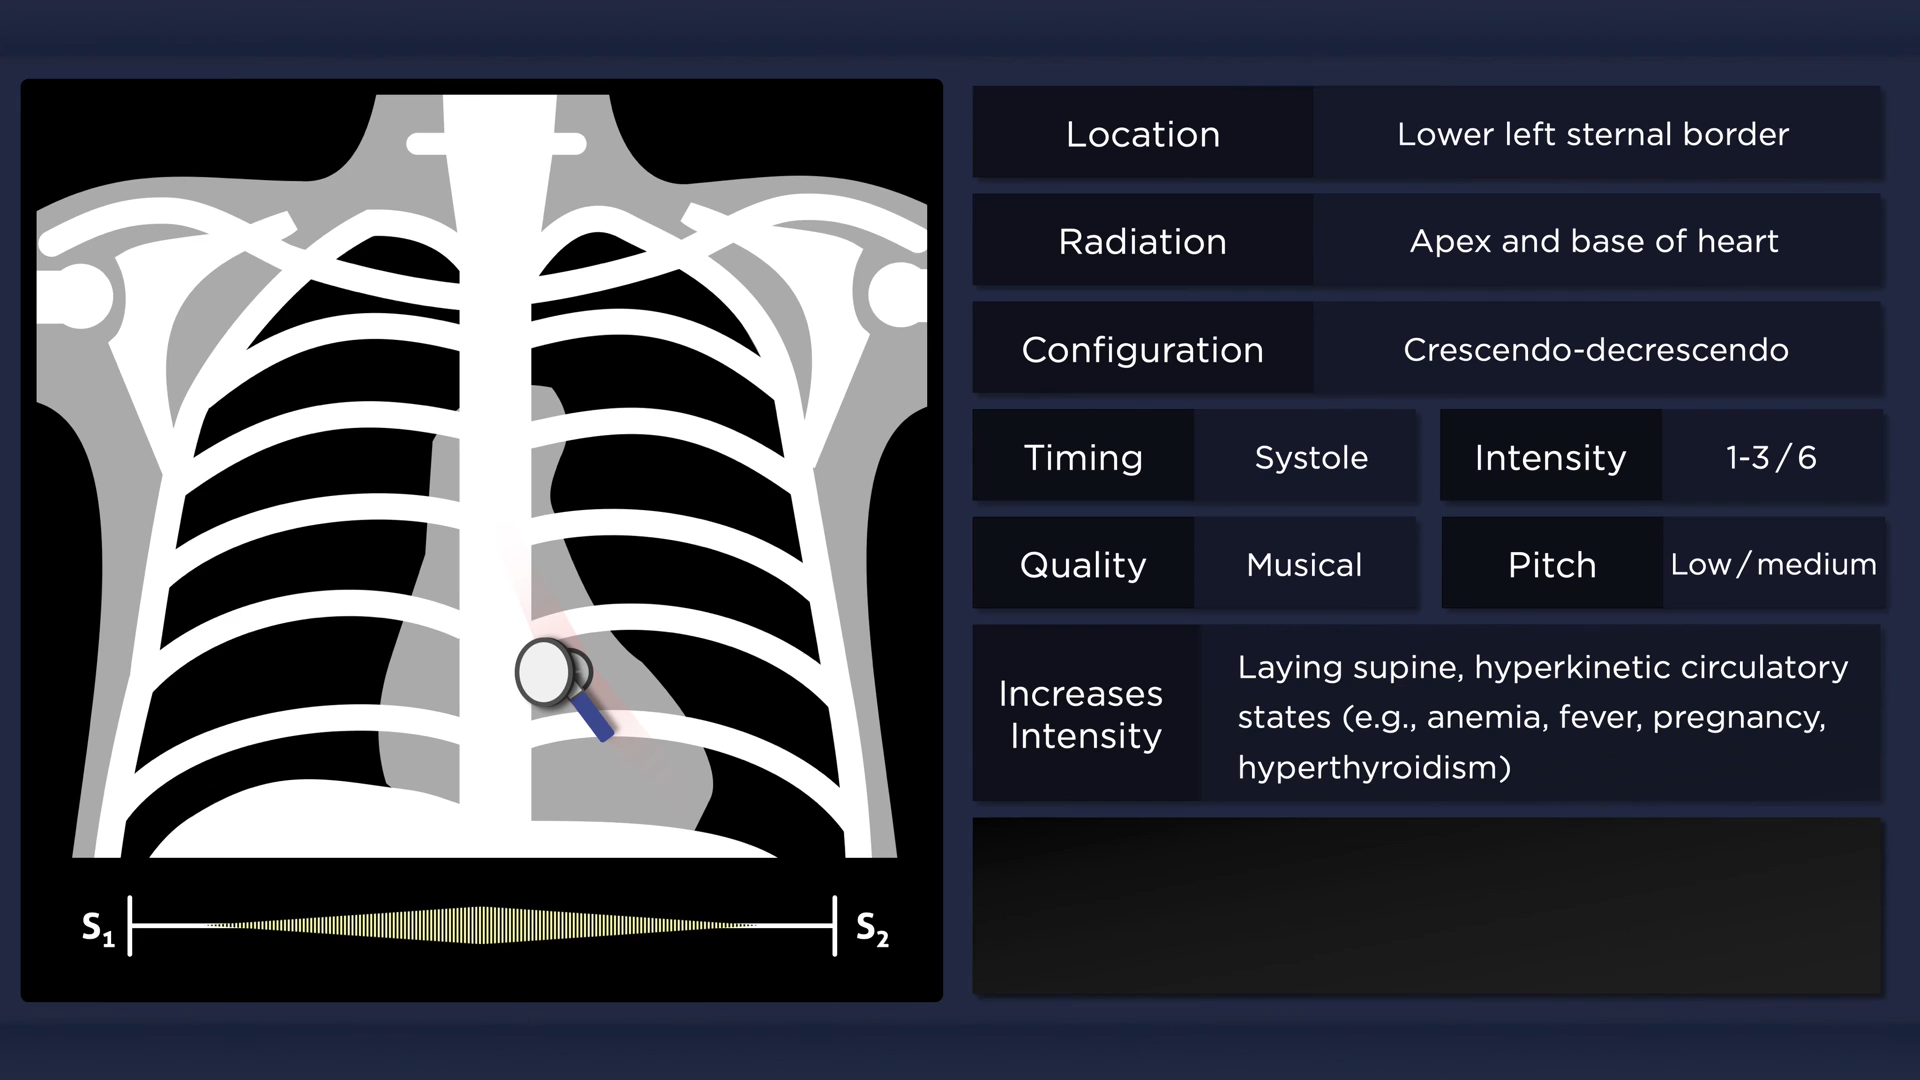 Location
Lower left sternal border
Radiation
Apex and base of heart
Configuration
Crescendo-decrescendo
Timing
Systole
Intensity
1-3/6
Quality
Musical
Pitch
Low/medium
Increases
Intensity
Laying supine, hyperkinetic circulatory
states (e.g., anemia, fever, pregnancy,
hyperthyroidism)
S₁
S₂